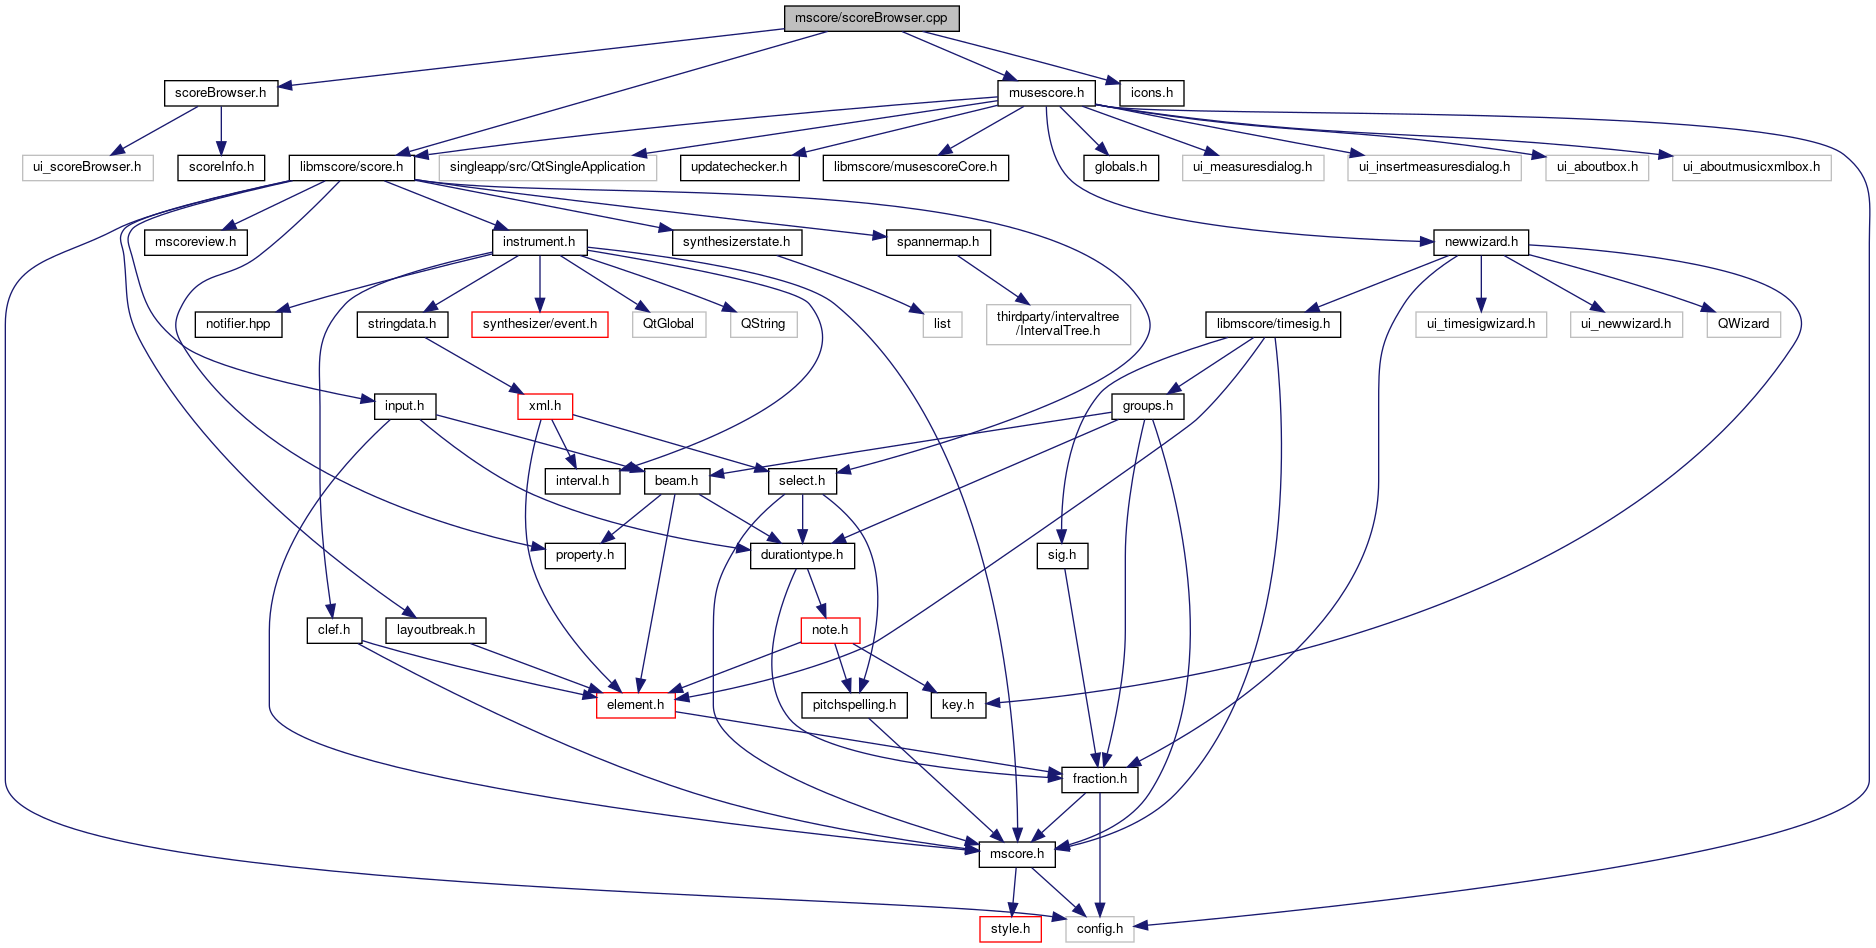 mscore/scoreBrowser.cpp
scoreBrowser.h
musescore.h
icons.h
ui_scoreBrowser.h
scoreInfo.h
libmscore/score.h
singleapp/src/QtSingleApplication
updatechecker.h
libmscore/musescoreCore.h
globals.h
ui_measuresdialog.h
ui_insertmeasuresdialog.h
ui_aboutbox.h
ui_aboutmusicxmlbox.h
mscoreview.h
instrument.h
synthesizerstate.h
spannermap.h
newwizard.h
notifier.hpp
stringdata.h
synthesizer/event.h
QtGlobal
QString
list
thirdparty/intervaltree
/IntervalTree.h
libmscore/timesig.h
ui_timesigwizard.h
ui_newwizard.h
QWizard
input.h
xml.h
groups.h
interval.h
beam.h
select.h
property.h
durationtype.h
sig.h
clef.h
layoutbreak.h
note.h
element.h
pitchspelling.h
key.h
fraction.h
mscore.h
style.h
config.h